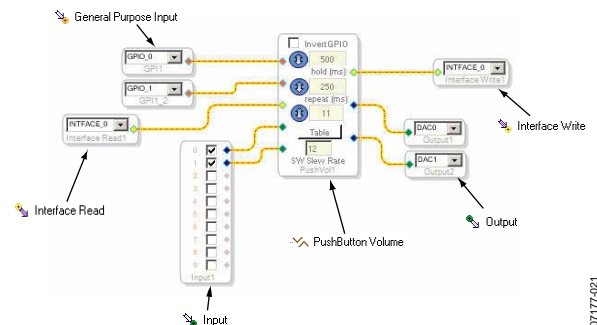 General Purpose Input
GPIO_0
GPI1
GPIO_1
GPI1_2
INTFACE_0
Interface Read1
Interface Read
InvertGPIO
500
hold (ms)
250
repeat (ms)
11
Table
12
SW Slew Rate
PushVol1
INTFACE_0
Interface Write1
Interface Write
DAC0
Output1
DAC1
Output2
Output
PushButton Volume
0
1
2
3
4
5
6
7
8
9
Input1
Input
07177-021